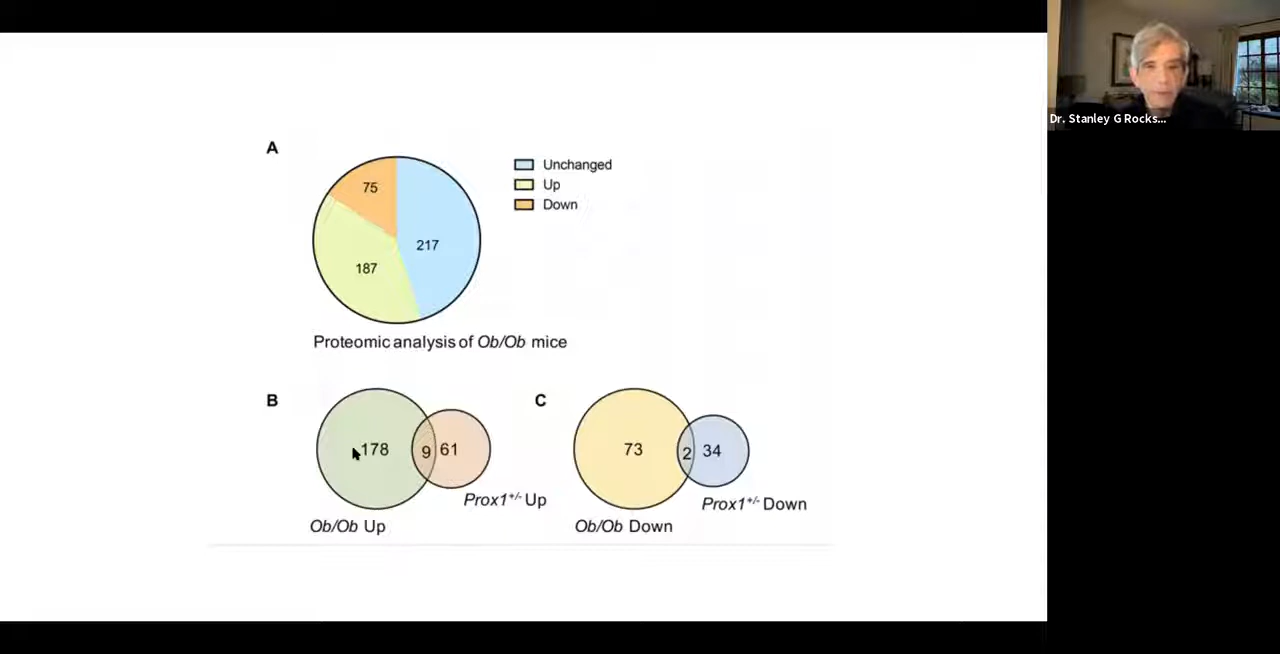 Dr. Stanley G Rocks...
A
Unchanged
Up
Down
75
217
187
Proteomic analysis of Ob/Ob mice
B
178
9
61
Prox1+/- Up
Ob/Ob Up
C
73
2
34
Prox1+/- Down
Ob/Ob Down